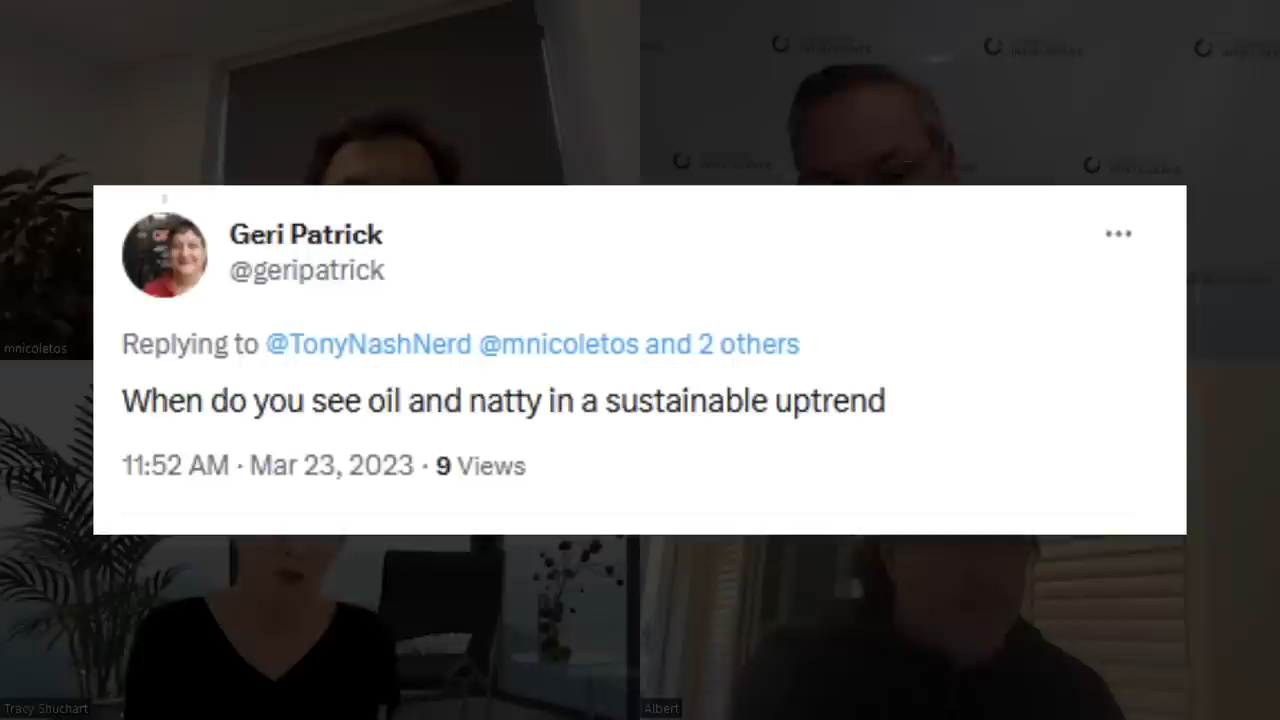 Geri Patrick
@geripatrick
Replying to @TonyNashNerd @mnicoletos and 2 others
When do you see oil and natty in a sustainable uptrend
11:52 AM · Mar 23, 2023 · 9 Views
mnicoletos
Tracy Shuchart
Albert